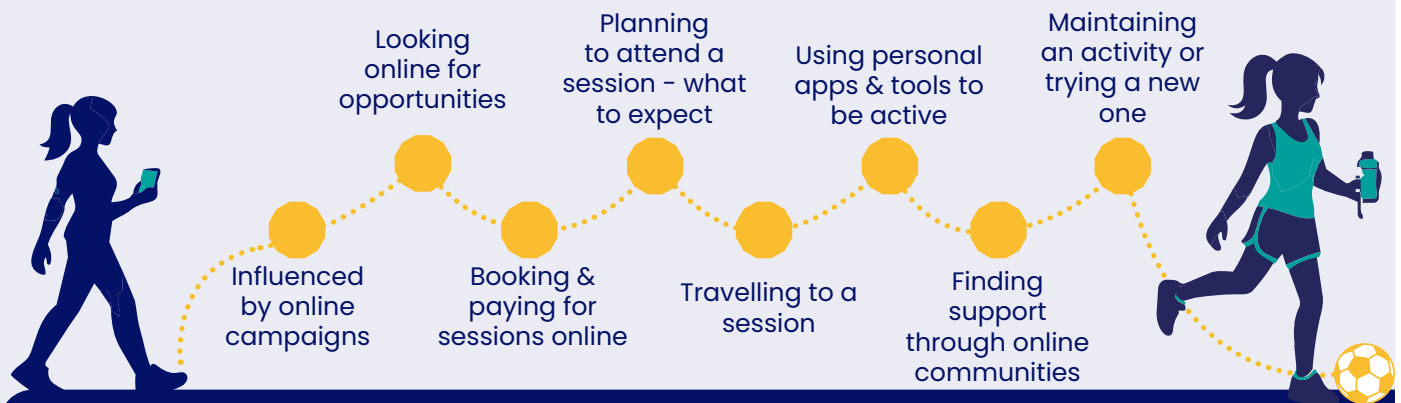 Influenced
by online
campaigns
Looking
online for
opportunities
Booking &
paying for
sessions online
Planning
to attend a
session - what
to expect
Travelling to a
session
Using personal
apps & tools to
be active
Finding
support
through online
communities
Maintaining
an activity or
trying a new
one